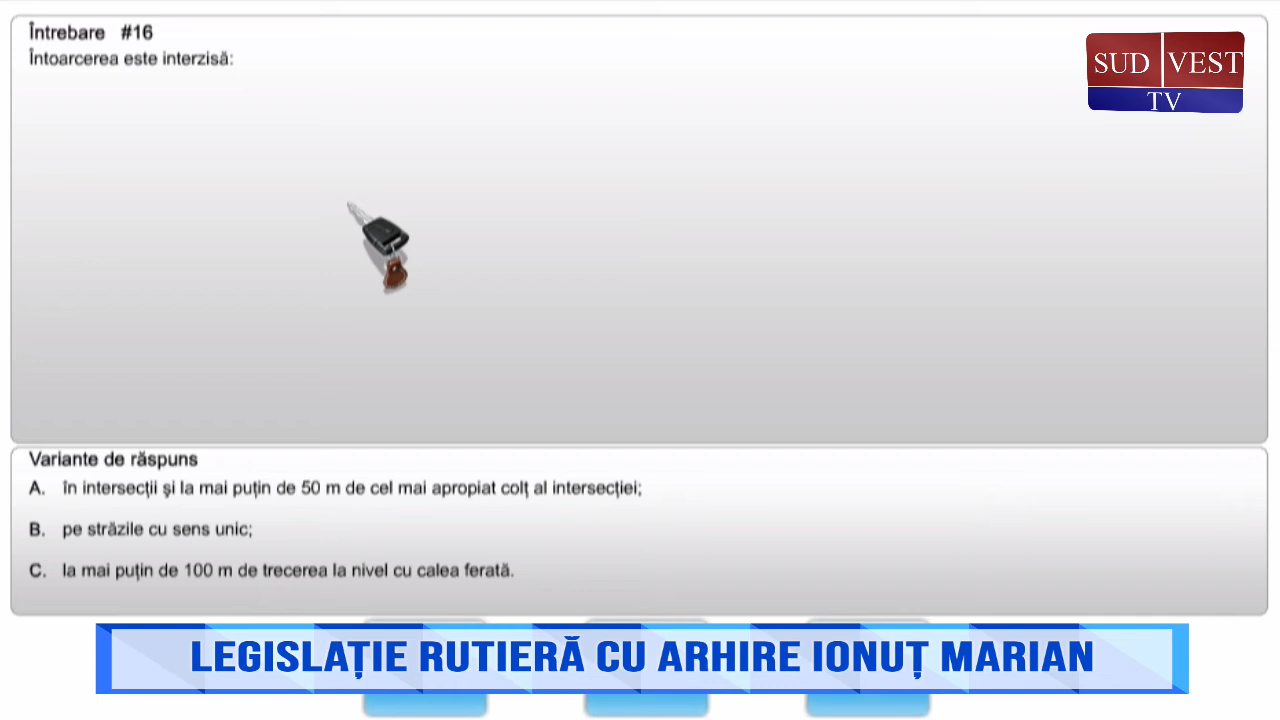 Întrebare #16
Întoarcerea este interzisă:
SUD VEST
TV
Variante de răspuns
A. în intersecții şi la mai puțin de 50 m de cel mai apropiat colț al intersecției;
B. pe străzile cu sens unic;
C. la mai puțin de 100 m de trecerea la nivel cu calea ferată.
LEGISLAȚIE RUTIERĂ CU ARHIRE IONUȚ MARIAN